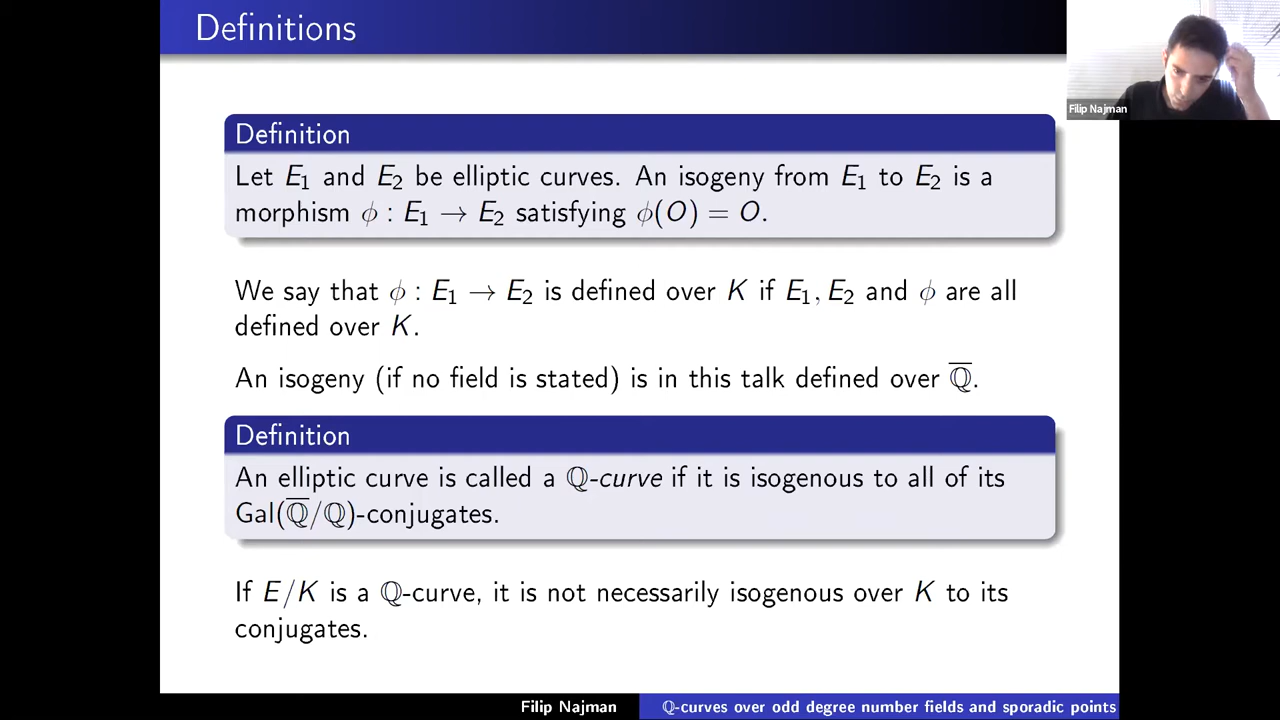 Definitions
Filip Najman
Definition
Let E₁ and E₂ be elliptic curves. An isogeny from E₁ to E₂ is a
morphism ϕ : E₁ → E₂ satisfying ϕ(O) = O.
We say that ϕ : E₁ → E₂ is defined over K if E₁, E₂ and ϕ are all
defined over K.
An isogeny (if no field is stated) is in this talk defined over ℚ̅.
Definition
An elliptic curve is called a ℚ-curve if it is isogenous to all of its
Gal(ℚ̅/ℚ)-conjugates.
If E/K is a ℚ-curve, it is not necessarily isogenous over K to its
conjugates.
Filip Najman
ℚ-curves over odd degree number fields and sporadic points